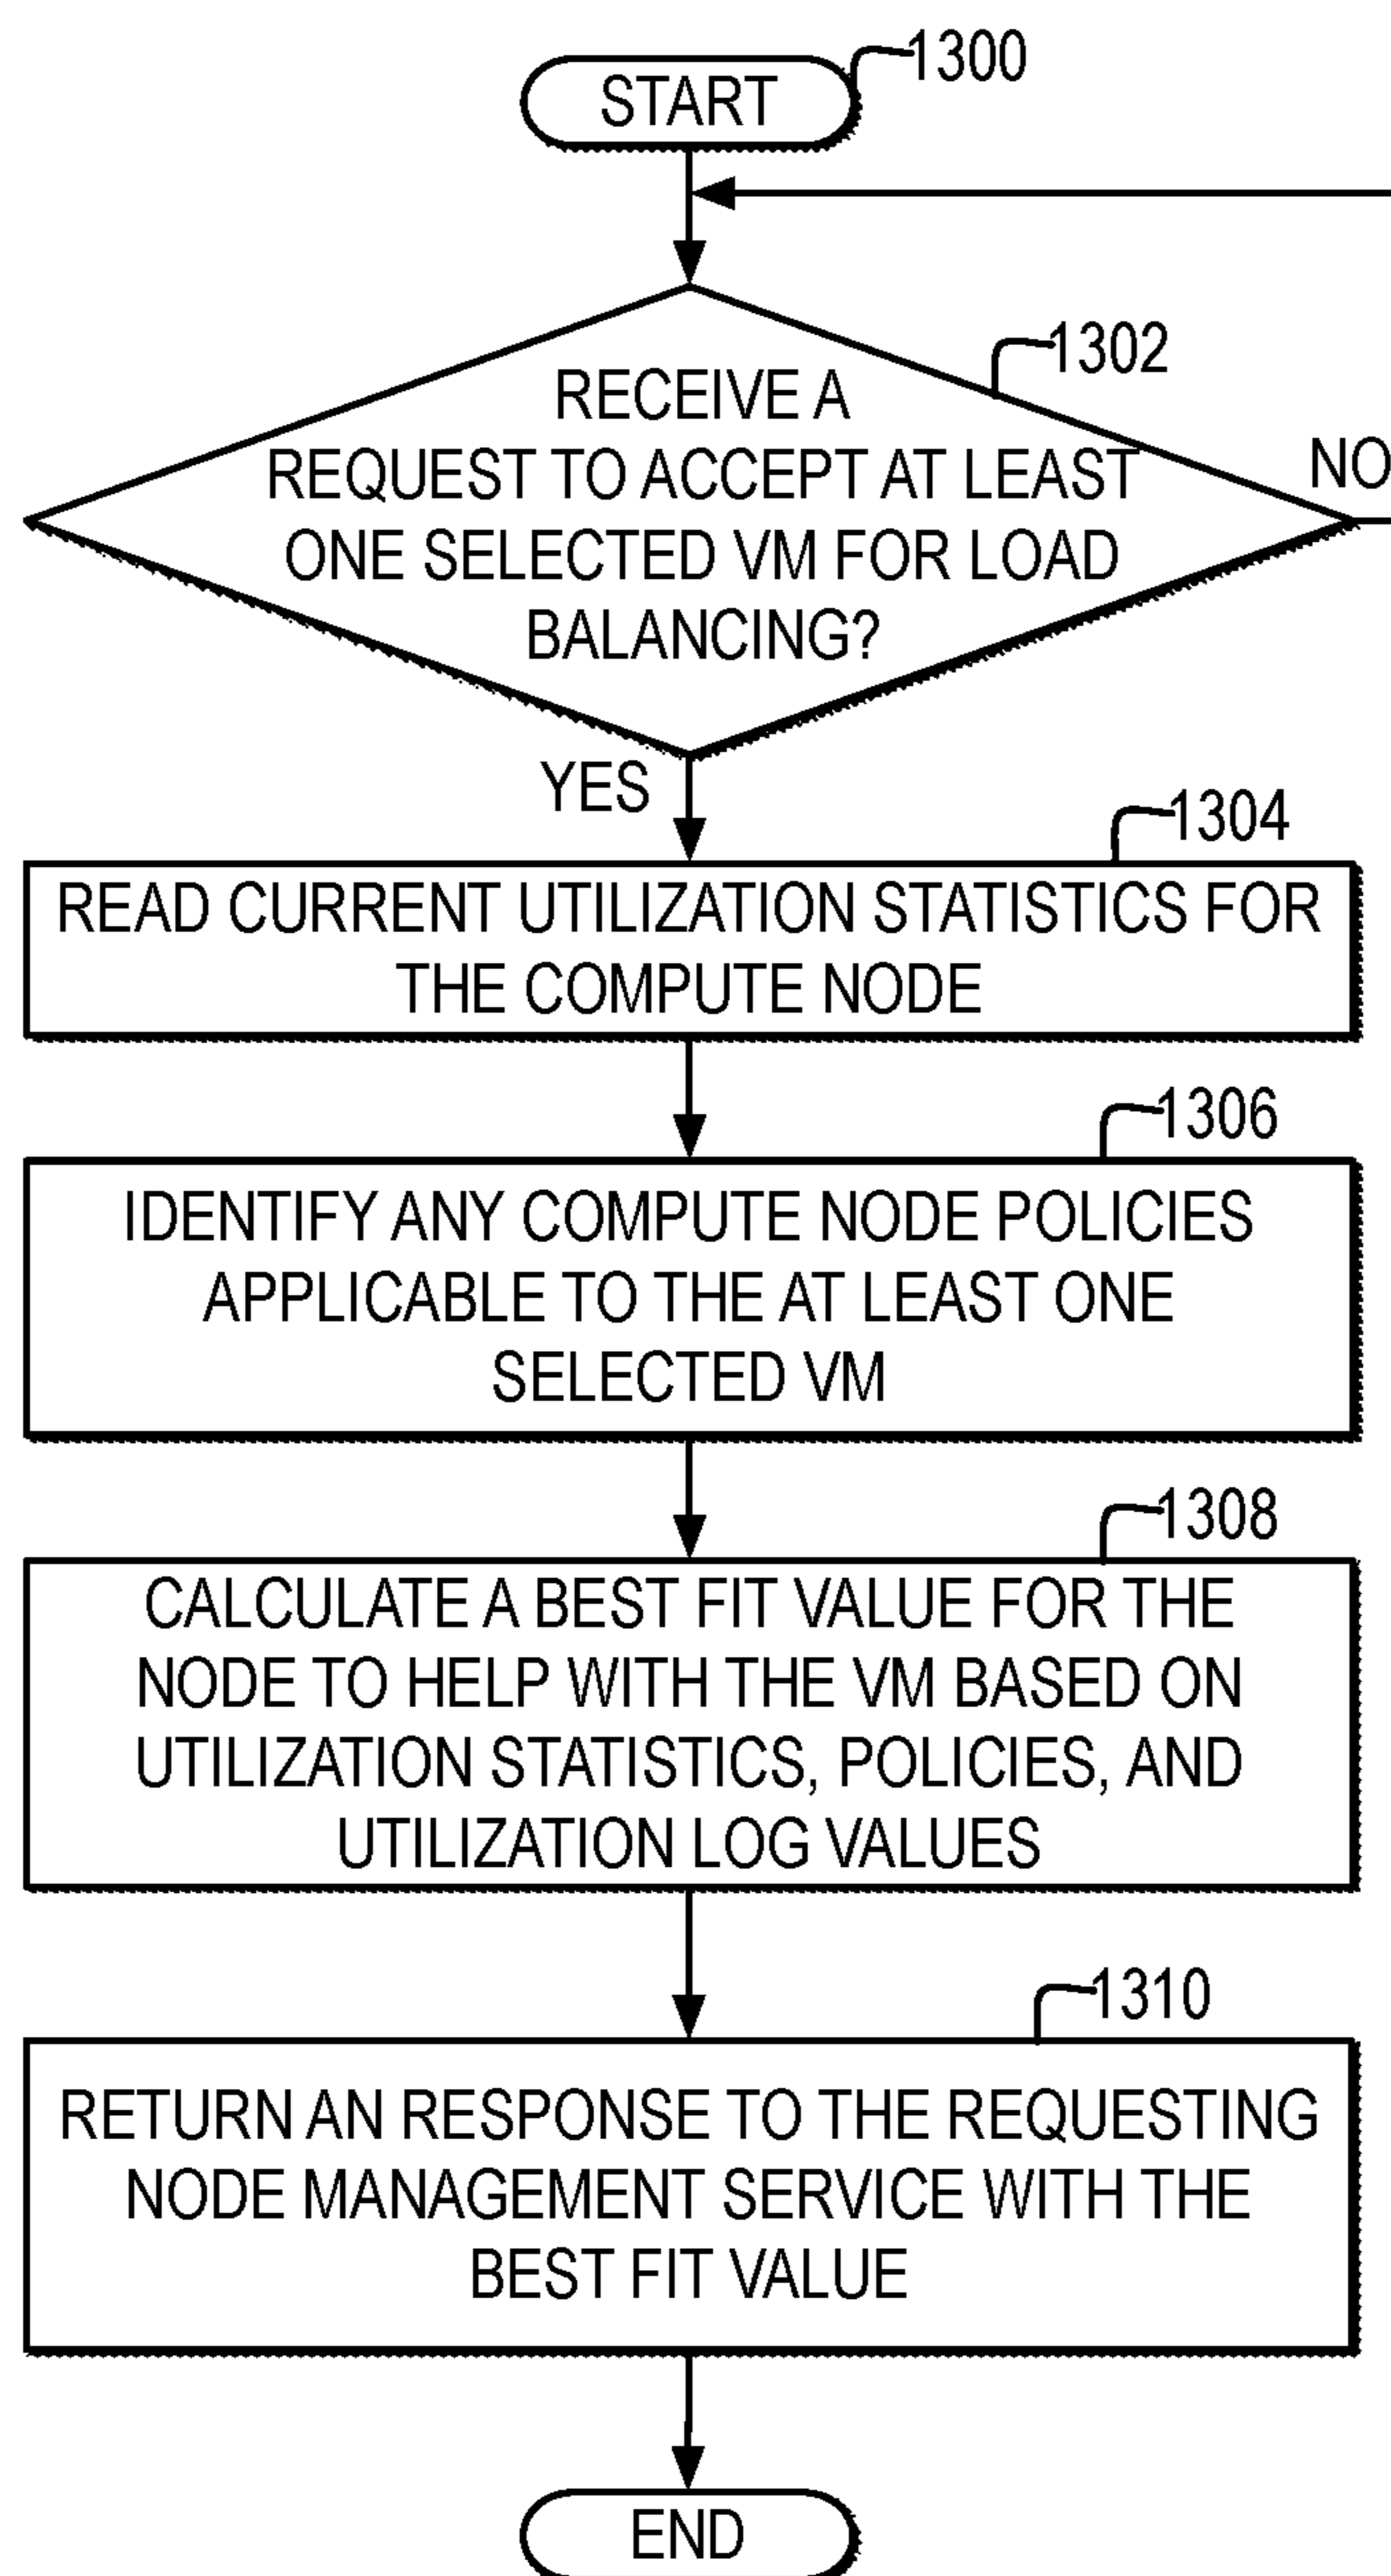 START
1300
1302
RECEIVE A
REQUEST TO ACCEPT AT LEAST
ONE SELECTED VM FOR LOAD
BALANCING?
NO
YES
1304
READ CURRENT UTILIZATION STATISTICS FOR
THE COMPUTE NODE
1306
IDENTIFY ANY COMPUTE NODE POLICIES
APPLICABLE TO THE AT LEAST ONE
SELECTED VM
1308
CALCULATE A BEST FIT VALUE FOR THE
NODE TO HELP WITH THE VM BASED ON
UTILIZATION STATISTICS, POLICIES, AND
UTILIZATION LOG VALUES
1310
RETURN AN RESPONSE TO THE REQUESTING
NODE MANAGEMENT SERVICE WITH THE
BEST FIT VALUE
END